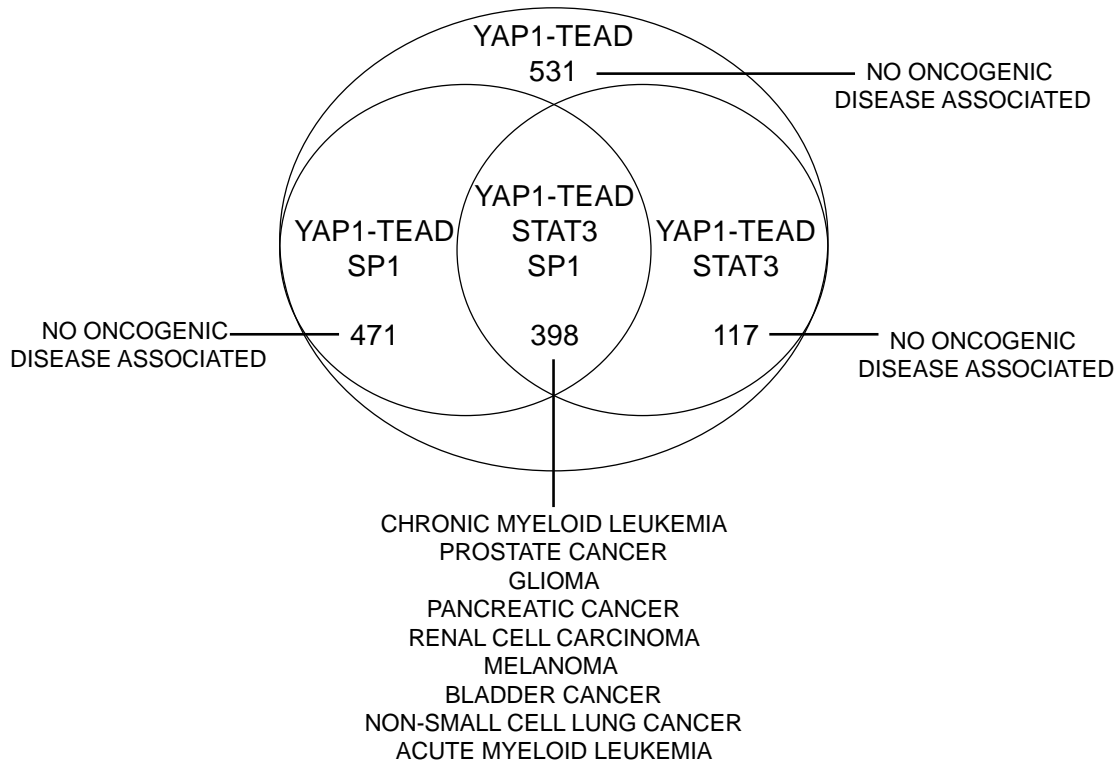 YAP1-TEAD
531
NO ONCOGENIC
DISEASE ASSOCIATED
YAP1-TEAD
SP1
YAP1-TEAD
STAT3
SP1
YAP1-TEAD
STAT3
NO ONCOGENIC
DISEASE ASSOCIATED
471
398
117
NO ONCOGENIC
DISEASE ASSOCIATED
CHRONIC MYELOID LEUKEMIA
PROSTATE CANCER
GLIOMA
PANCREATIC CANCER
RENAL CELL CARCINOMA
MELANOMA
BLADDER CANCER
NON-SMALL CELL LUNG CANCER
ACUTE MYELOID LEUKEMIA